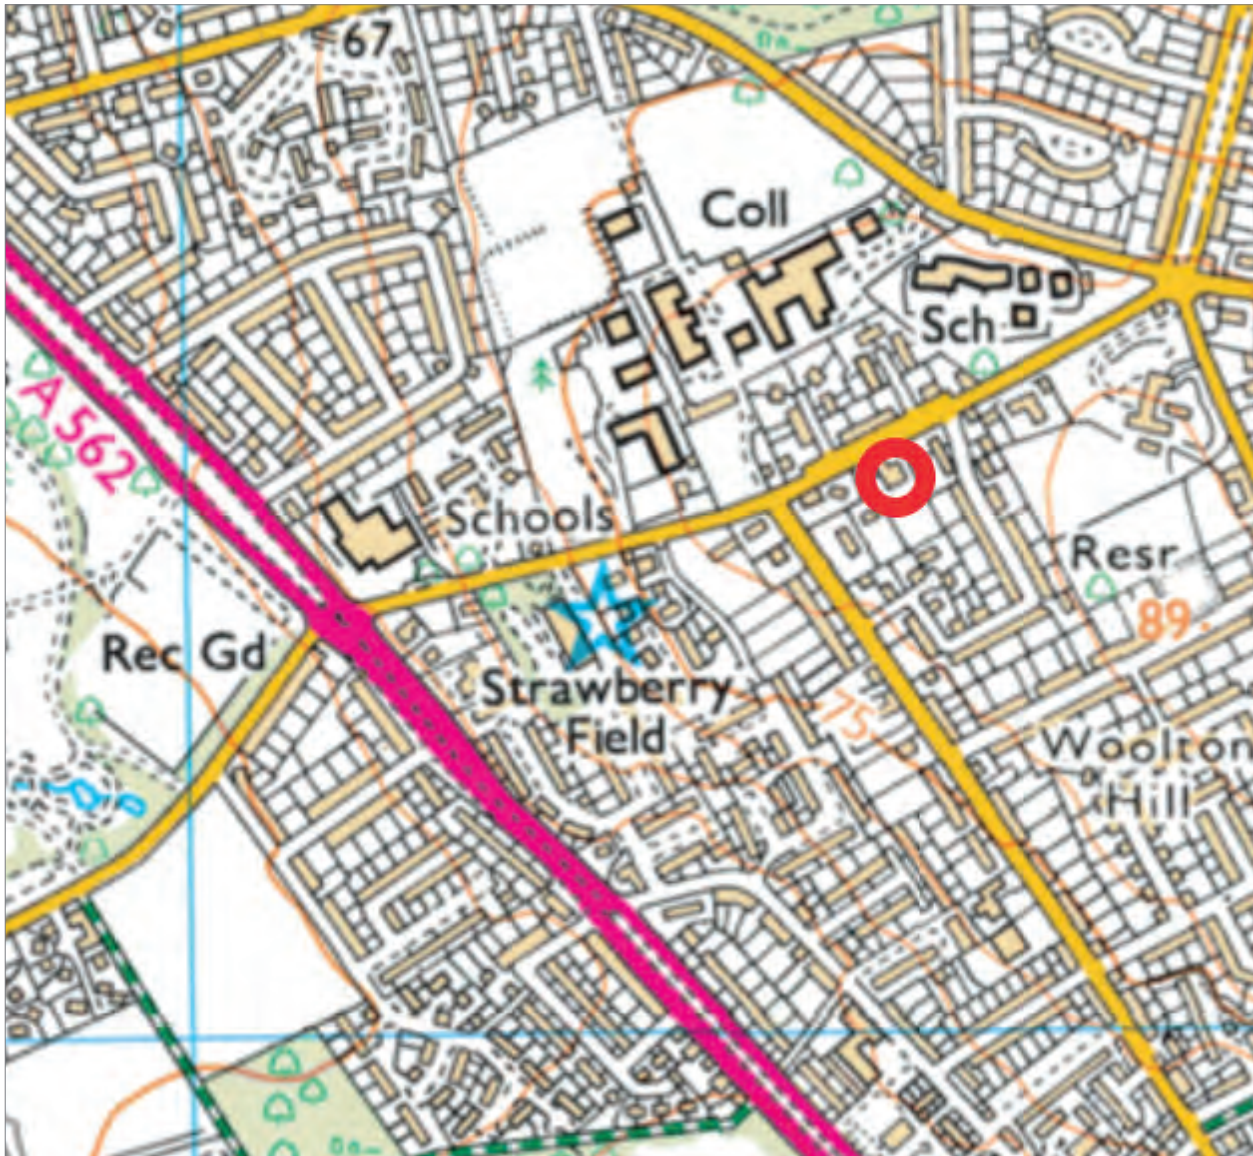 67
Coll
Sch
A 562
Schools
Resr
89
Rec Gd
Strawberry
Field
75
Woolton
Hill